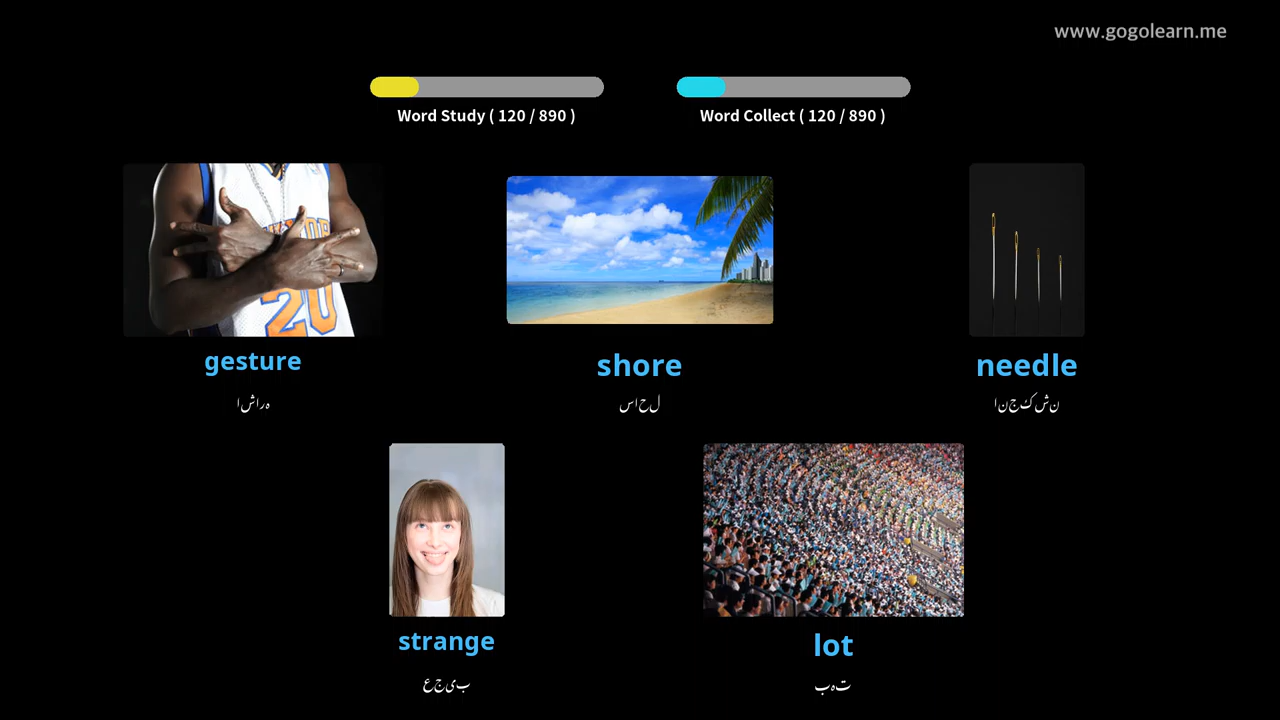 www.gogolearn.me
Word Study ( 120 / 890 )
Word Collect ( 120 / 890 )
20
gesture
shore
needle
اشارہ
ساحل
انجکشن
strange
lot
عجیب
بہت